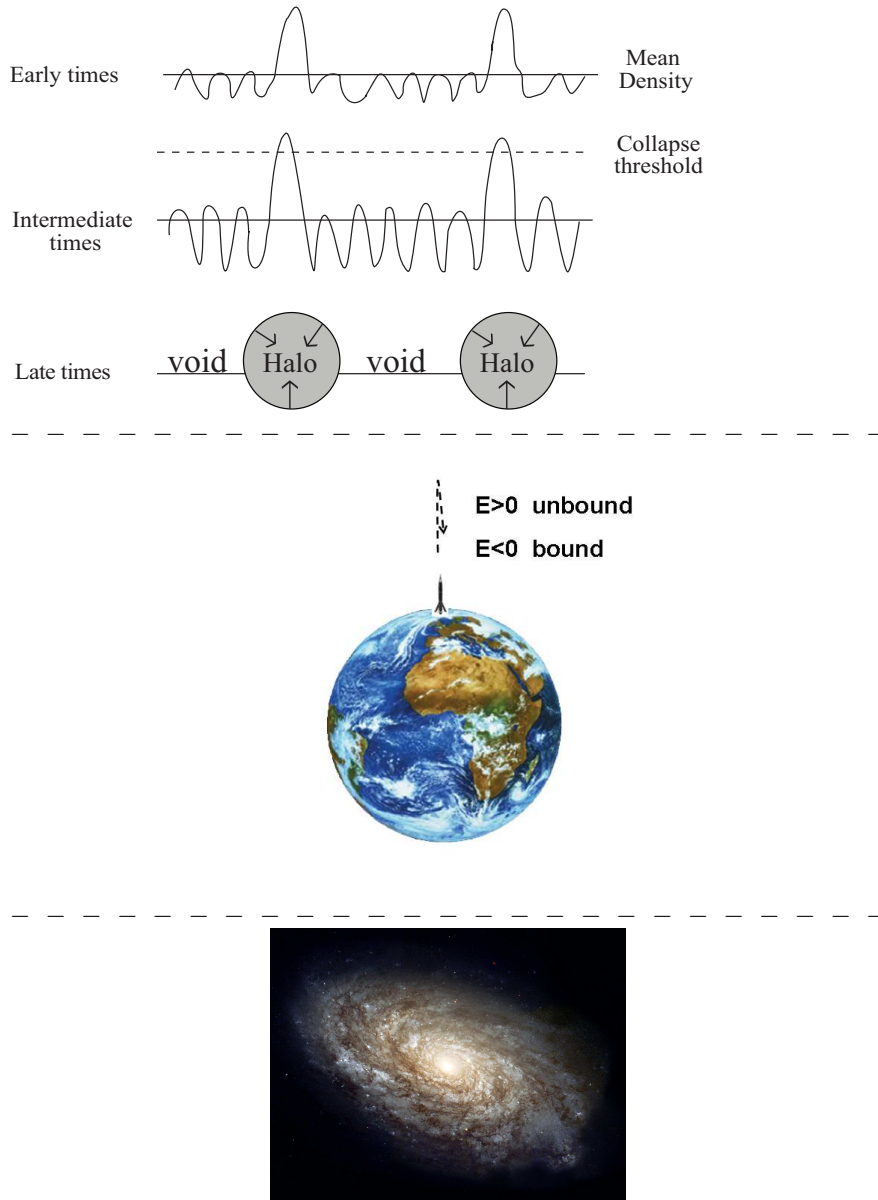 Early times
Mean
Density
Collapse
threshold
Intermediate
times
Late times
void
Halo
void
Halo
E>0 unbound
E<0 bound